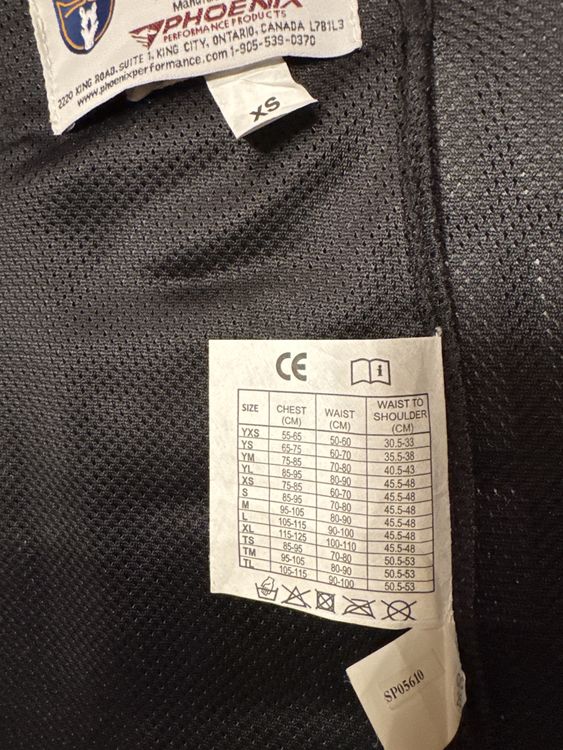 Manufac
PHOENIX
PERFORMANCE PRODUCTS
2220 KING ROAD, SUITE 1, KING CITY, ONTARIO, CANADA L7B1L3
www.phoenixperformance.com 1-905-539-0370
XS
CE
i
SIZE CHEST (CM) WAIST (CM) WAIST TO SHOULDER (CM)
YXS 55-65 50-60 30.5-33
YS 65-75 60-70 35.5-38
YM 75-85 70-80 40.5-43
YL 85-95 80-90 45.5-48
XS 75-85 60-70 45.5-48
S 85-95 70-80 45.5-48
M 95-105 80-90 45.5-48
L 105-115 90-100 45.5-48
XL 115-125 100-110 45.5-48
TS 85-95 70-80 50.5-53
TM 95-105 80-90 50.5-53
TL 105-115 90-100 50.5-53
SP05610